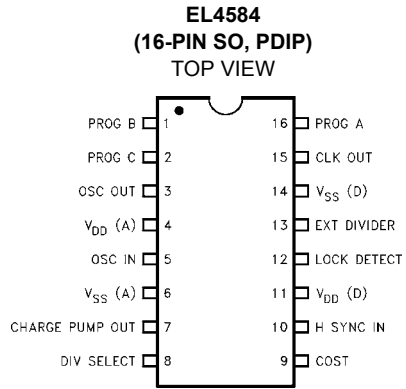 EL4584
(16-PIN SO, PDIP)
TOP VIEW
PROG B 1 16 PROG A
PROG C 2 15 CLK OUT
OSC OUT 3 14 VSS (D)
VDD (A) 4 13 EXT DIVIDER
OSC IN 5 12 LOCK DETECT
VSS (A) 6 11 VDD (D)
CHARGE PUMP OUT 7 10 H SYNC IN
DIV SELECT 8 9 COST